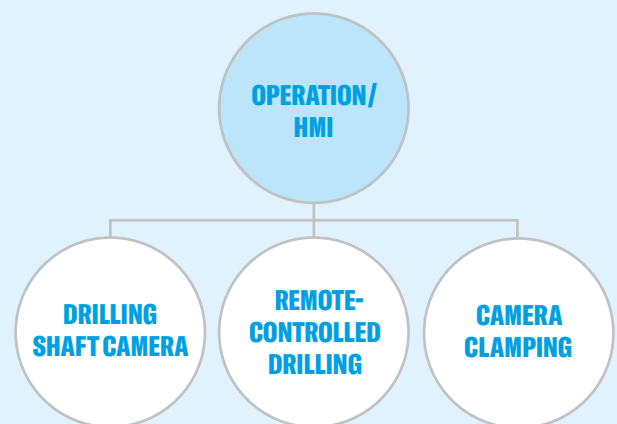 OPERATION/
HMI
DRILLING
SHAFT CAMERA
REMOTE-
CONTROLLED
DRILLING
CAMERA
CLAMPING